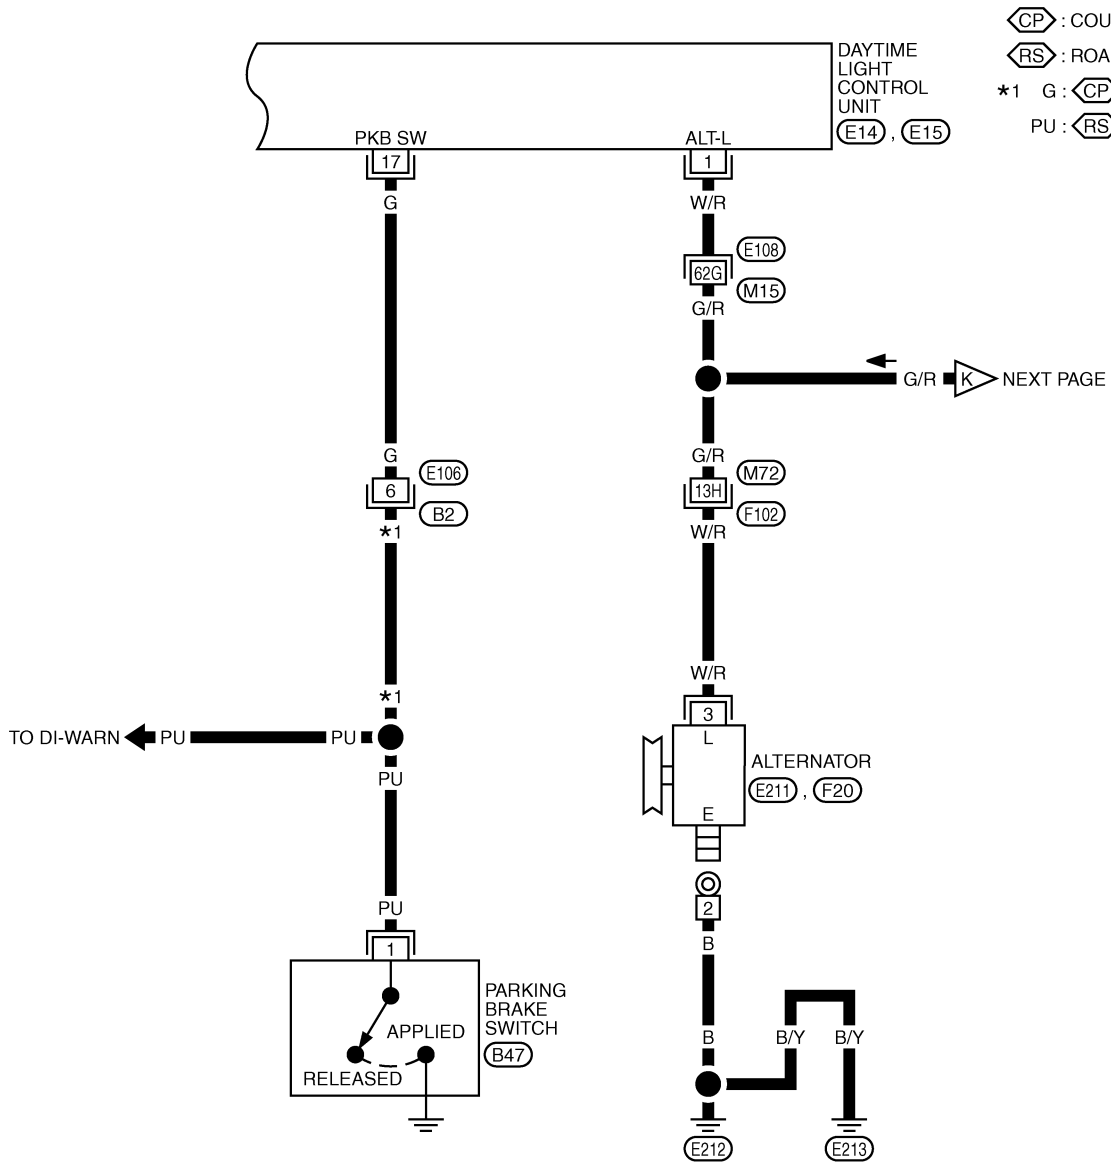 CP : COU
RS : ROA
*1 G : CP
PU : RS
DAYTIME
LIGHT
CONTROL
UNIT
E14 , E15
PKB SW
ALT-L
17
1
G
W/R
E108
62G
M15
G/R
G/R
K
NEXT PAGE
G
G/R
E106
M72
6
13H
B2
F102
*1
W/R
*1
W/R
3
L
TO DI-WARN
PU
PU
PU
ALTERNATOR
E211 , F20
E
2
PU
B
1
PARKING
BRAKE
SWITCH
B47
APPLIED
RELEASED
B
B/Y
B/Y
E212
E213